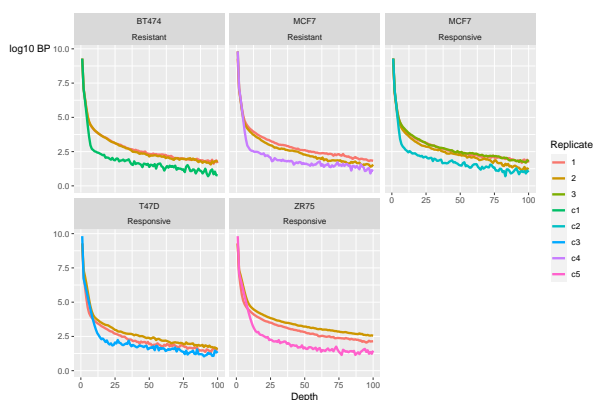 BT474
MCF7
MCF7
Resistant
Resistant
Responsive
log10 BP
10.0
7.5
5.0
2.5
0.0
0
25
50
75
100
T47D
ZR75
Responsive
Responsive
10.0
7.5
5.0
2.5
0.0
0
25
50
75
100
0
25
50
75
100
Depth
Replicate
1
2
3
c1
c2
c3
c4
c5